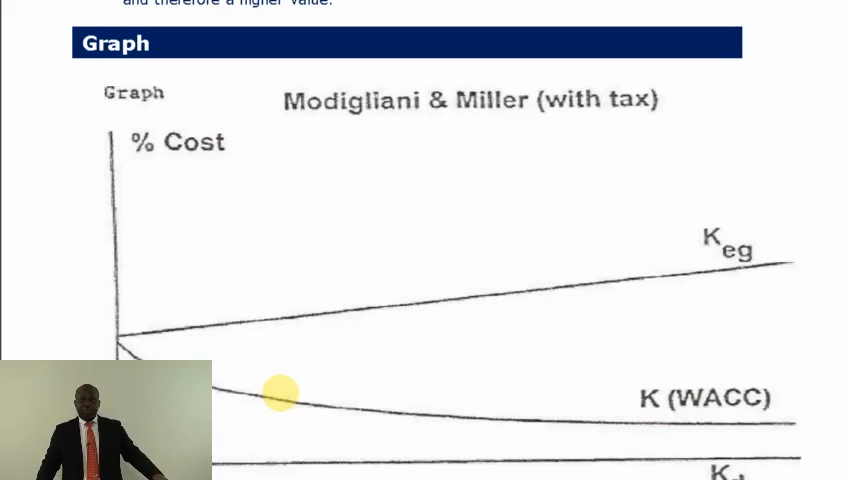 and therefore a higher value.
Graph
Graph
Modigliani & Miller (with tax)
% Cost
K eg
K (WACC)
K